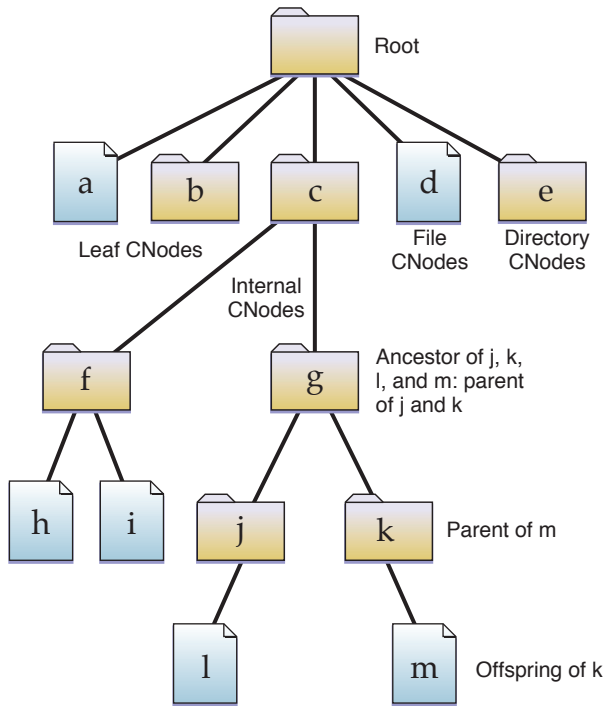 Root
a
b
c
d
e
Leaf CNodes
File
CNodes
Directory
CNodes
Internal
CNodes
f
g
Ancestor of j, k,
l, and m: parent
of j and k
h
i
j
k
Parent of m
l
m
Offspring of k